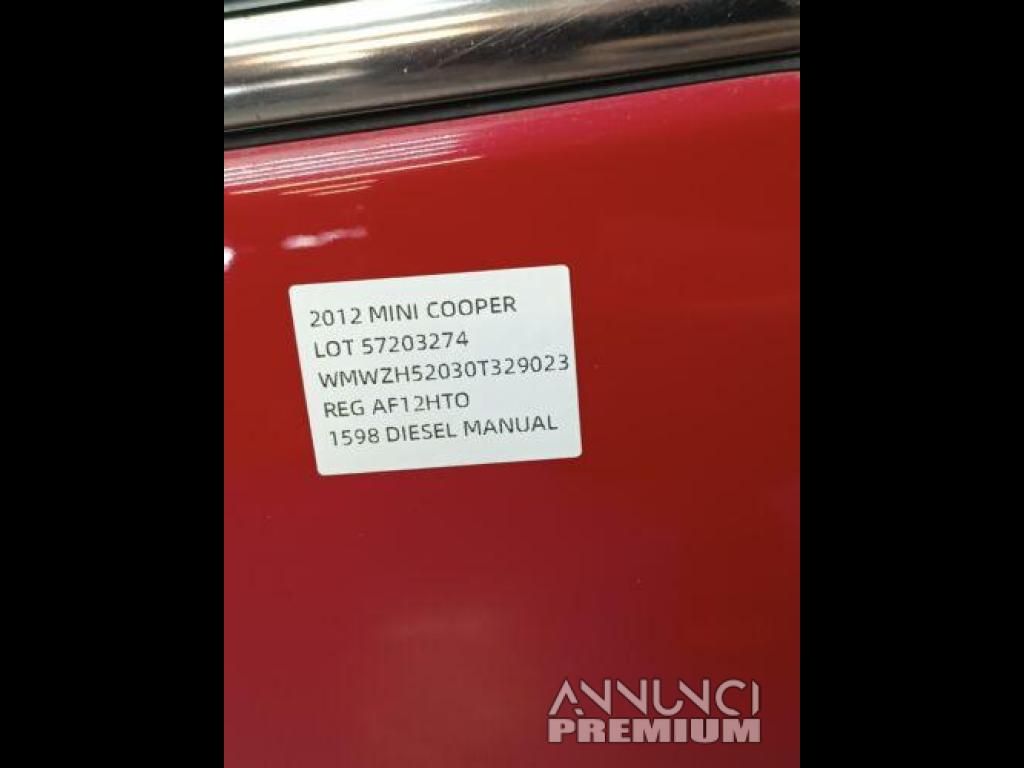 2012 MINI COOPER
LOT 57203274
WMWZH52030T329023
REG AF12HTO
1598 DIESEL MANUAL
ANNUNCI
PREMIUM